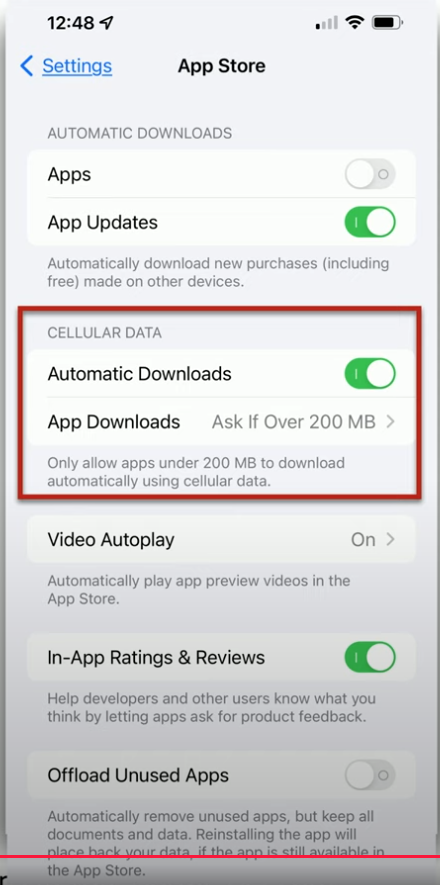 12:48
Settings
App Store
AUTOMATIC DOWNLOADS
Apps
App Updates
Automatically download new purchases (including
free) made on other devices.
CELLULAR DATA
Automatic Downloads
App Downloads Ask If Over 200 MB
Only allow apps under 200 MB to download
automatically using cellular data.
Video Autoplay On
Automatically play app preview videos in the
App Store.
In-App Ratings & Reviews
Help developers and other users know what you
think by letting apps ask for product feedback.
Offload Unused Apps
Automatically remove unused apps, but keep all
documents and data. Reinstalling the app will
place back your data, if the app is still available in
the App Store.
r